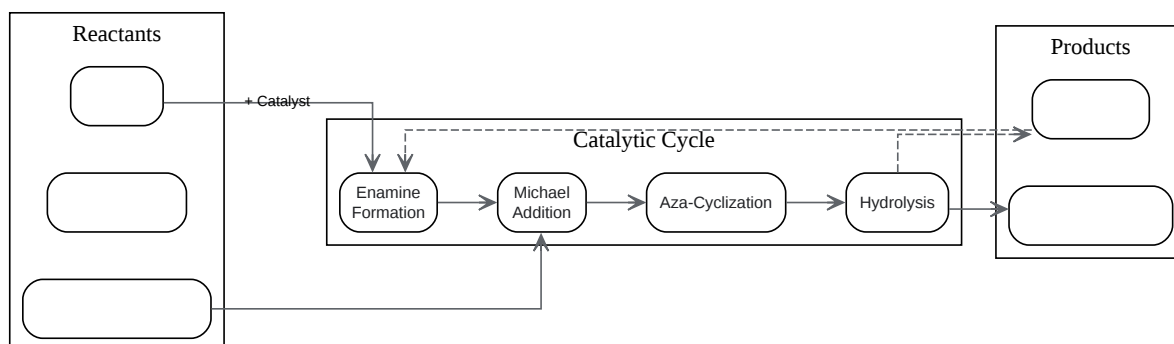 Reactants
Products
+ Catalyst
Catalytic Cycle
Enamine
Formation
Michael
Addition
Aza-Cyclization
Hydrolysis